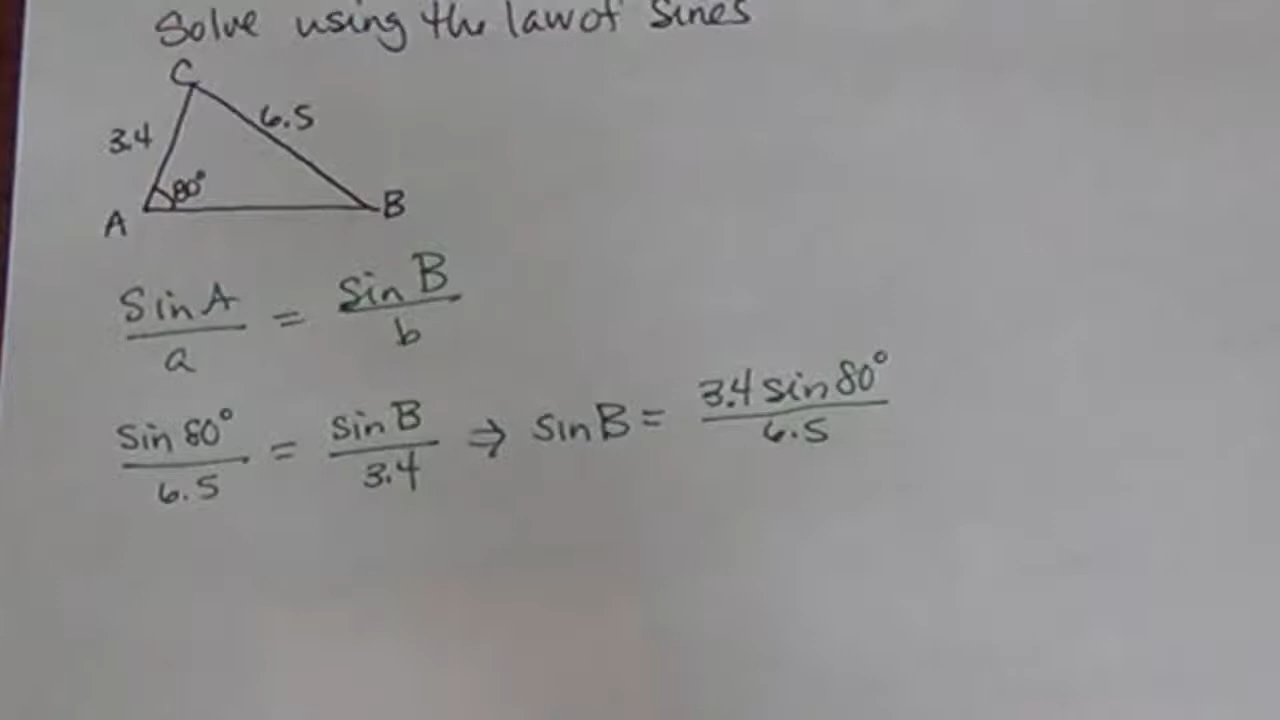 Solve using the law of Sines
C
3.4 6.5
80°
A B
Sin A / a = Sin B / b
Sin 80° / 6.5 = Sin B / 3.4 ⇒ Sin B = 3.4 Sin 80° / 6.5